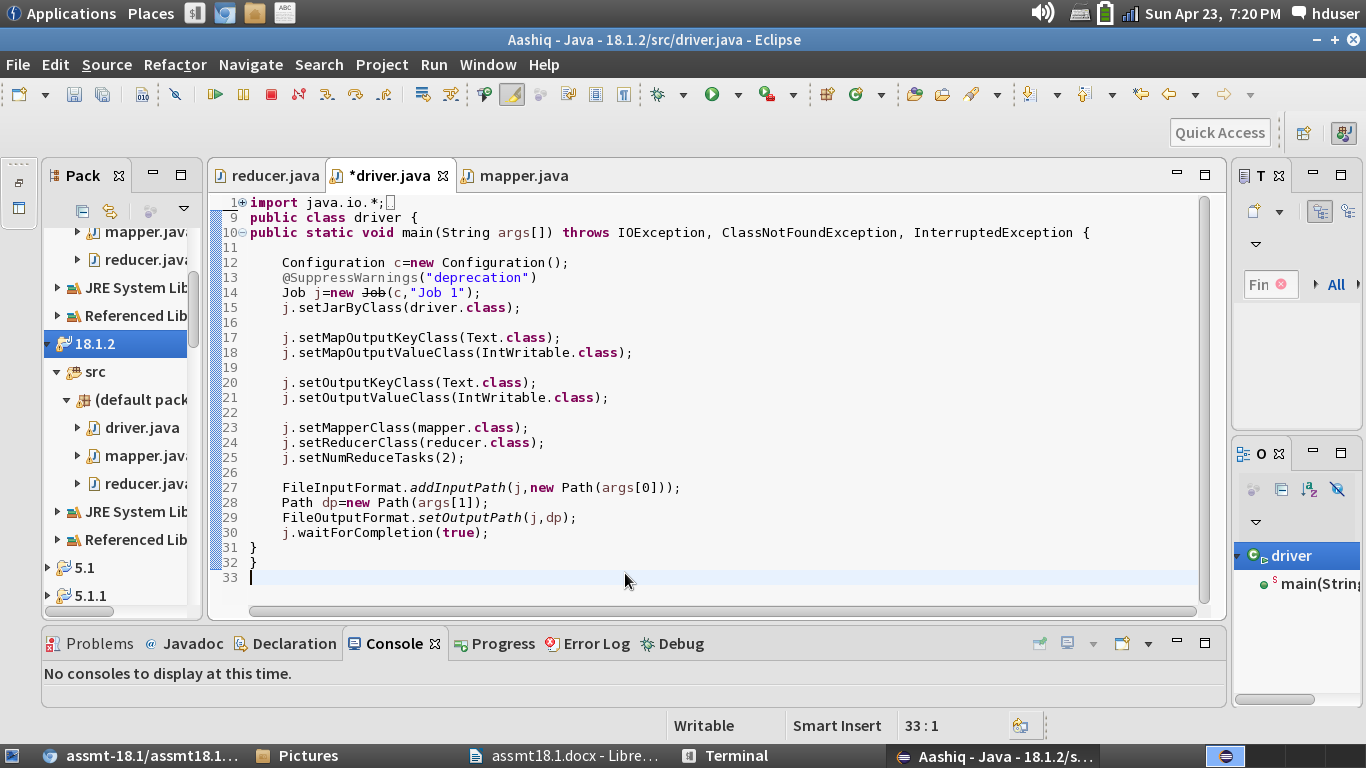 Applications Places Sun Apr 23, 7:20 PM hduser
Aashiq - Java - 18.1.2/src/driver.java - Eclipse
File Edit Source Refactor Navigate Search Project Run Window Help
Quick Access
Pack
mapper.java
reducer.java
JRE System Lib
Referenced Lib
18.1.2
src
(default pack
driver.java
mapper.java
reducer.java
JRE System Lib
Referenced Lib
5.1
5.1.1
reducer.java *driver.java mapper.java
1 import java.io.*;
9 public class driver {
10 public static void main(String args[]) throws IOException, ClassNotFoundException, InterruptedException {
11
12 Configuration c=new Configuration();
13 @SuppressWarnings("deprecation")
14 Job j=new Job(c,"Job 1");
15 j.setJarByClass(driver.class);
16
17 j.setMapOutputKeyClass(Text.class);
18 j.setMapOutputValueClass(IntWritable.class);
19
20 j.setOutputKeyClass(Text.class);
21 j.setOutputValueClass(IntWritable.class);
22
23 j.setMapperClass(mapper.class);
24 j.setReducerClass(reducer.class);
25 j.setNumReduceTasks(2);
26
27 FileInputFormat.addInputPath(j,new Path(args[0]));
28 Path dp=new Path(args[1]);
29 FileOutputFormat.setOutputPath(j,dp);
30 j.waitForCompletion(true);
31 }
32 }
33
T
Fin All
O
driver
main(String
Problems Javadoc Declaration Console Progress Error Log Debug
No consoles to display at this time.
Writable Smart Insert 33 : 1
assmt-18.1/assmt18.1... Pictures assmt18.1.docx - Libre... Terminal Aashiq - Java - 18.1.2/s...